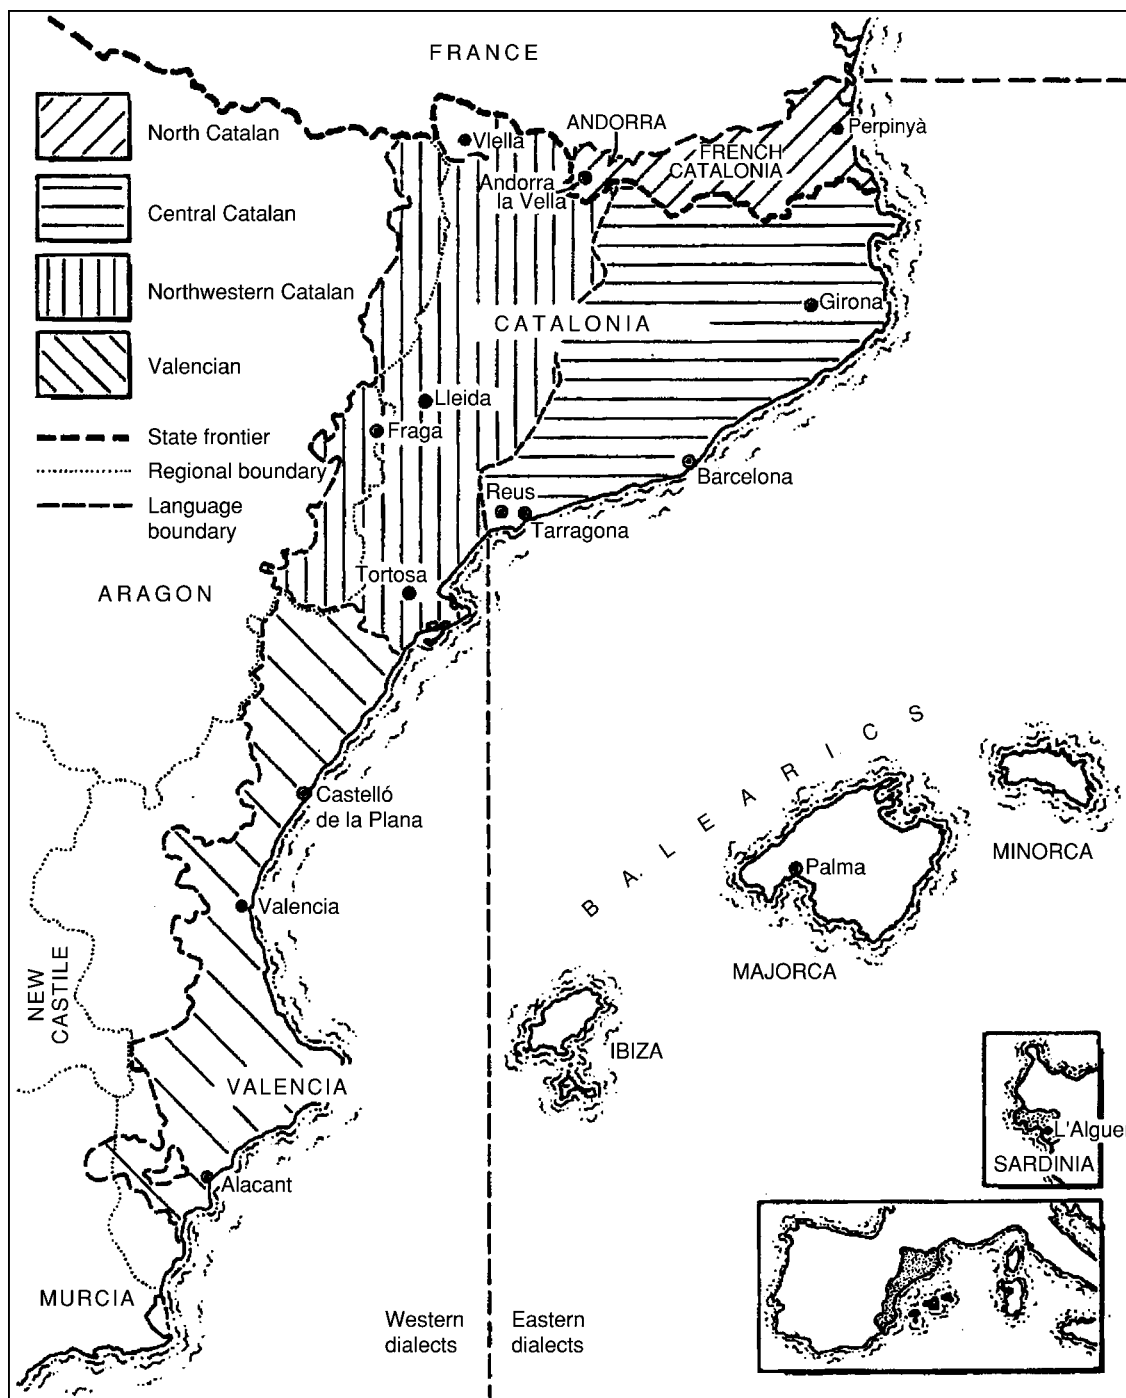 FRANCE
North Catalan
Central Catalan
Northwestern Catalan
Valencian
State frontier
Regional boundary
Language
boundary
Viella
ANDORRA
Andorra
la Vella
FRENCH
CATALONIA
Perpinyà
Girona
CATALONIA
Lleida
Fraga
Barcelona
Reus
Tarragona
Tortosa
ARAGON
BALEARICS
Castelló
de la Plana
MINORCA
Palma
Valencia
MAJORCA
NEW
CASTILE
IBIZA
VALENCIA
L'Alguer
SARDINIA
Alacant
MURCIA
Western
dialects
Eastern
dialects